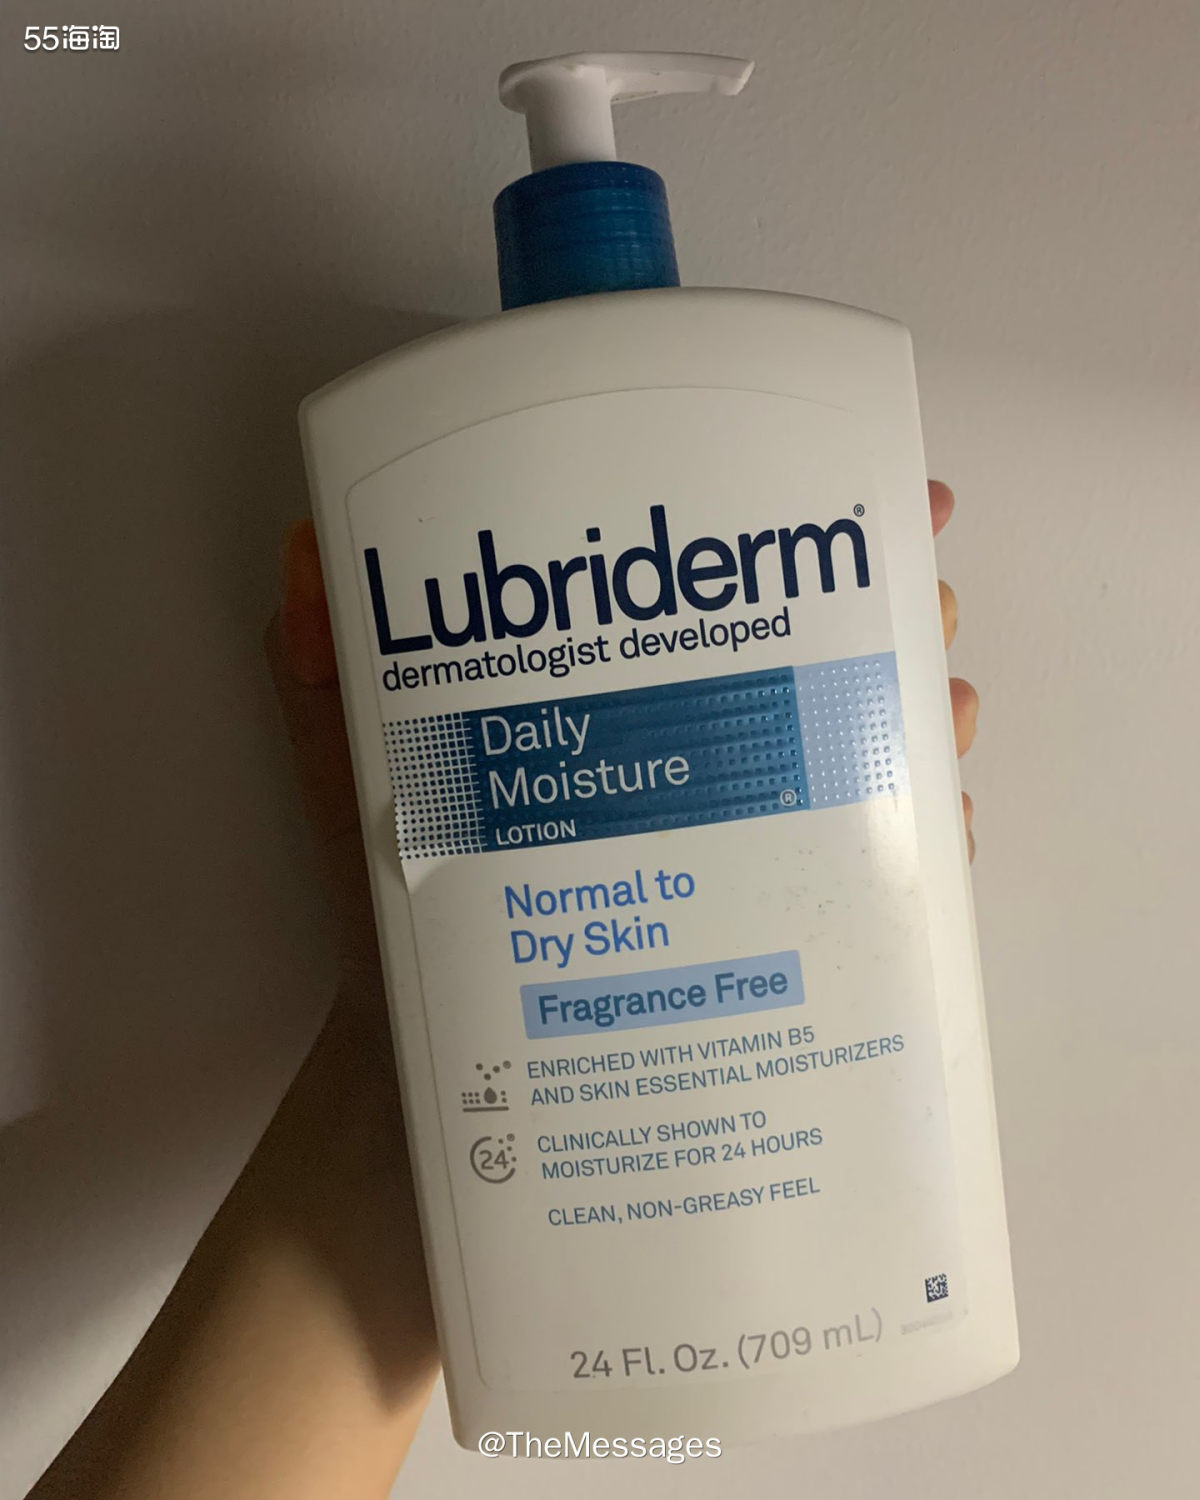 55海淘
Lubriderm®
dermatologist developed
Daily
Moisture®
LOTION
Normal to
Dry Skin
Fragrance Free
ENRICHED WITH VITAMIN B5
AND SKIN ESSENTIAL MOISTURIZERS
24
CLINICALLY SHOWN TO
MOISTURIZE FOR 24 HOURS
CLEAN, NON-GREASY FEEL
24 Fl. Oz. (709 mL)
@TheMessages